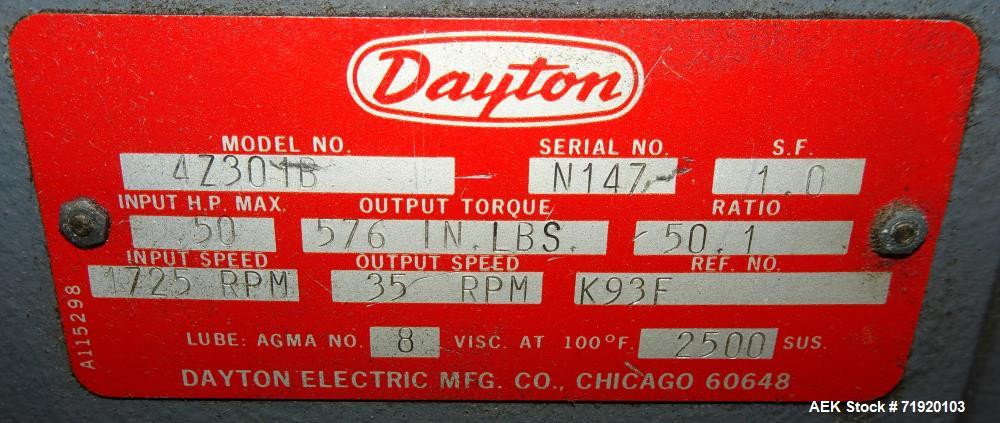 Dayton
MODEL NO. SERIAL NO. S.F.
4Z301B N147 1.0
INPUT H.P. MAX. OUTPUT TORQUE RATIO
.50 576 IN.LBS. 50.1
INPUT SPEED OUTPUT SPEED REF. NO.
1725 RPM 35 RPM K93F
LUBE: AGMA NO. 8 VISC. AT 100°F. 2500 SUS.
DAYTON ELECTRIC MFG. CO., CHICAGO 60648
A115298
AEK Stock # 71920103